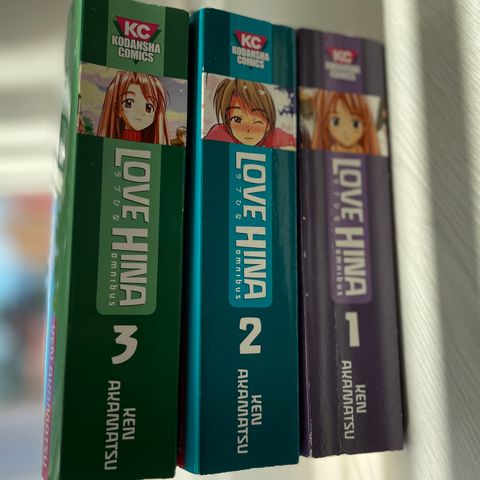 KC
KODANSHA
COMICS
LOVE HINA
ラブひな
omnibus
3
KEN
AKAMATSU
KC
KODANSHA
COMICS
LOVE HINA
ラブひな
omnibus
2
KEN
AKAMATSU
KC
KODANSHA
COMICS
LOVE HINA
ラブひな
omnibus
1
KEN
AKAMATSU
KEN AKAMATSU